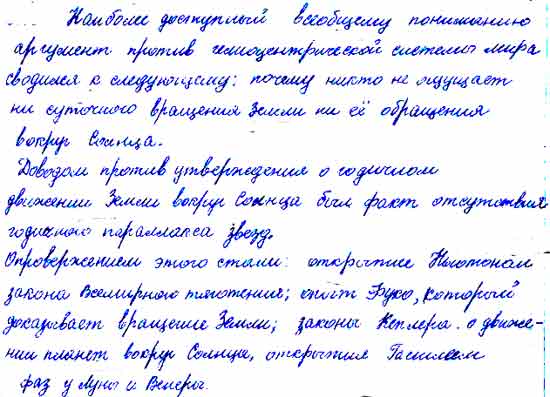 Наиболее доступный всеобщему пониманию
аргумент против гелиоцентрической системы мира
сводился к следующему: почему никто не ощущает
ни суточного вращения Земли ни её обращения
вокруг Солнца.
Доводом против утверждения о годичном
движении Земли вокруг Солнца был факт отсутствия
годичного параллакса звезд.
Опровержением этого стали: открытие Ньютоном
закона Всемирного тяготения; опыт Фуко, который
доказывает вращение Земли; законы Кеплера о движе-
нии планет вокруг Солнца, открытия Галилеем
фаз у Луны и Венеры.